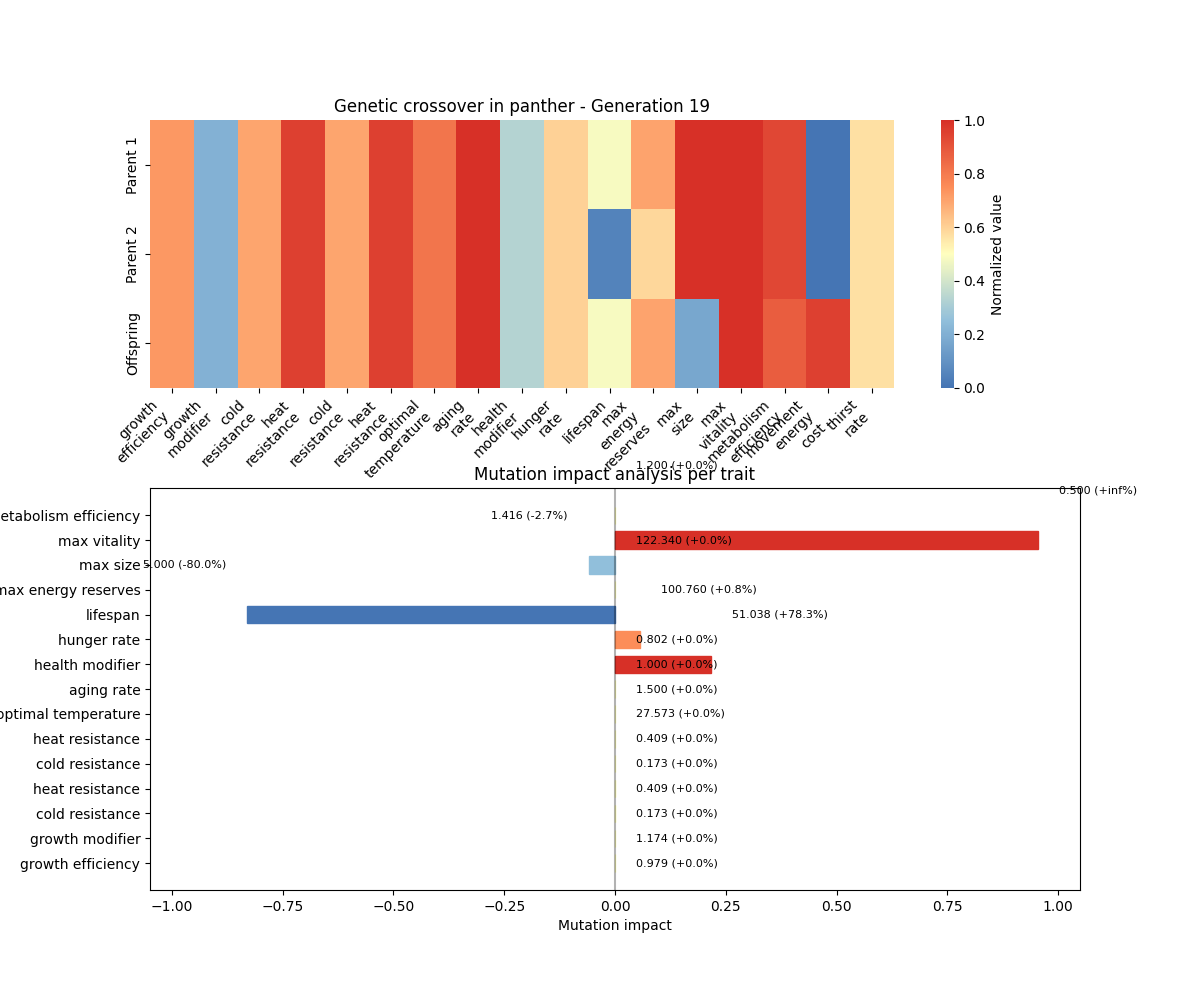 Genetic crossover in panther - Generation 19
Parent 1
Parent 2
Offspring
1.0
0.8
0.6
0.4
0.2
0.0
Normalized value
growth
efficiency
growth
modifier
cold
resistance
heat
resistance
cold
resistance
heat
resistance
optimal
temperature
aging
rate
health
modifier
hunger
rate
lifespan
max
energy
reserves
max
size
max
vitality
metabolism
efficiency
movement
energy
cost
thirst
rate
1.200 (+0.0%)
Mutation impact analysis per trait
0.500 (+inf%)
etabolism efficiency
1.416 (-2.7%)
max vitality
122.340 (+0.0%)
max size
5.000 (-80.0%)
max energy reserves
100.760 (+0.8%)
lifespan
51.038 (+78.3%)
hunger rate
0.802 (+0.0%)
health modifier
1.000 (+0.0%)
aging rate
1.500 (+0.0%)
optimal temperature
27.573 (+0.0%)
heat resistance
0.409 (+0.0%)
cold resistance
0.173 (+0.0%)
heat resistance
0.409 (+0.0%)
cold resistance
0.173 (+0.0%)
growth modifier
1.174 (+0.0%)
growth efficiency
0.979 (+0.0%)
−1.00
−0.75
−0.50
−0.25
0.00
0.25
0.50
0.75
1.00
Mutation impact